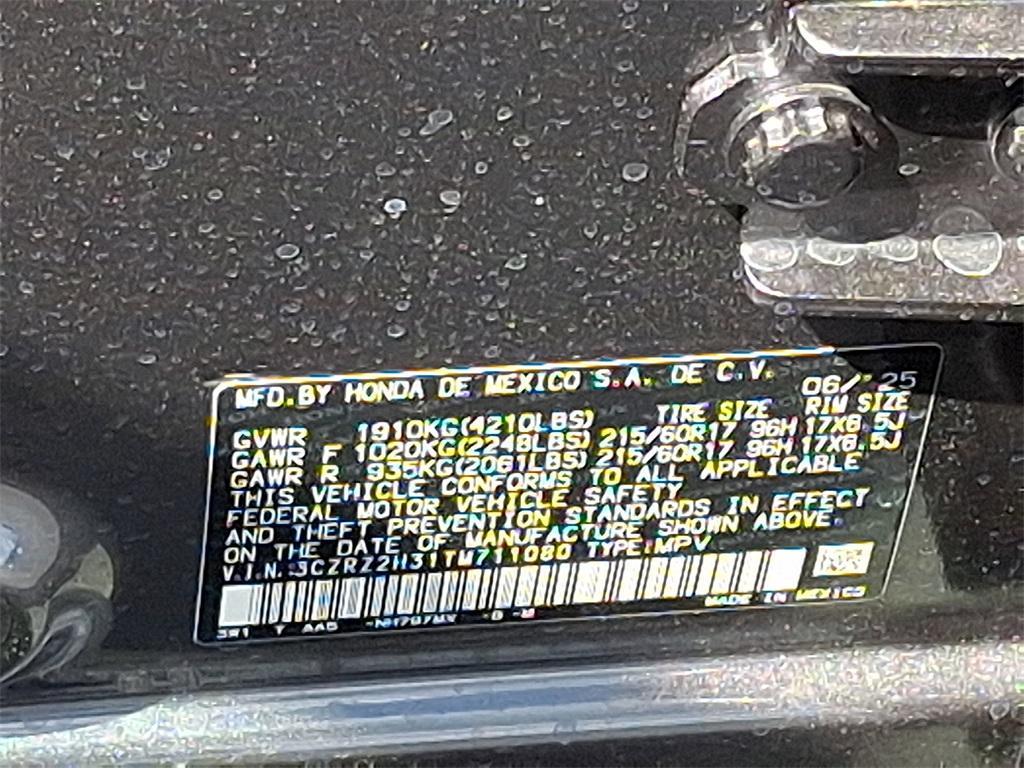 MFD. BY HONDA DE MEXICO S.A. DE C.V.
06/ 25
TIRE SIZE RIM SIZE
GVWR 1910KG(4210LBS)
GAWR F 1020KG(2248LBS) 215/60R17 96H 17X6.5J
GAWR R 935KG(2061LBS) 215/60R17 96H 17X6.5J
THIS VEHICLE CONFORMS TO ALL APPLICABLE
FEDERAL MOTOR VEHICLE SAFETY
AND THEFT PREVENTION STANDARDS IN EFFECT
ON THE DATE OF MANUFACTURE SHOWN ABOVE.
V.I.N.:3CZRZ2H31TM711080 TYPE:MPV
MADE IN MEXICO